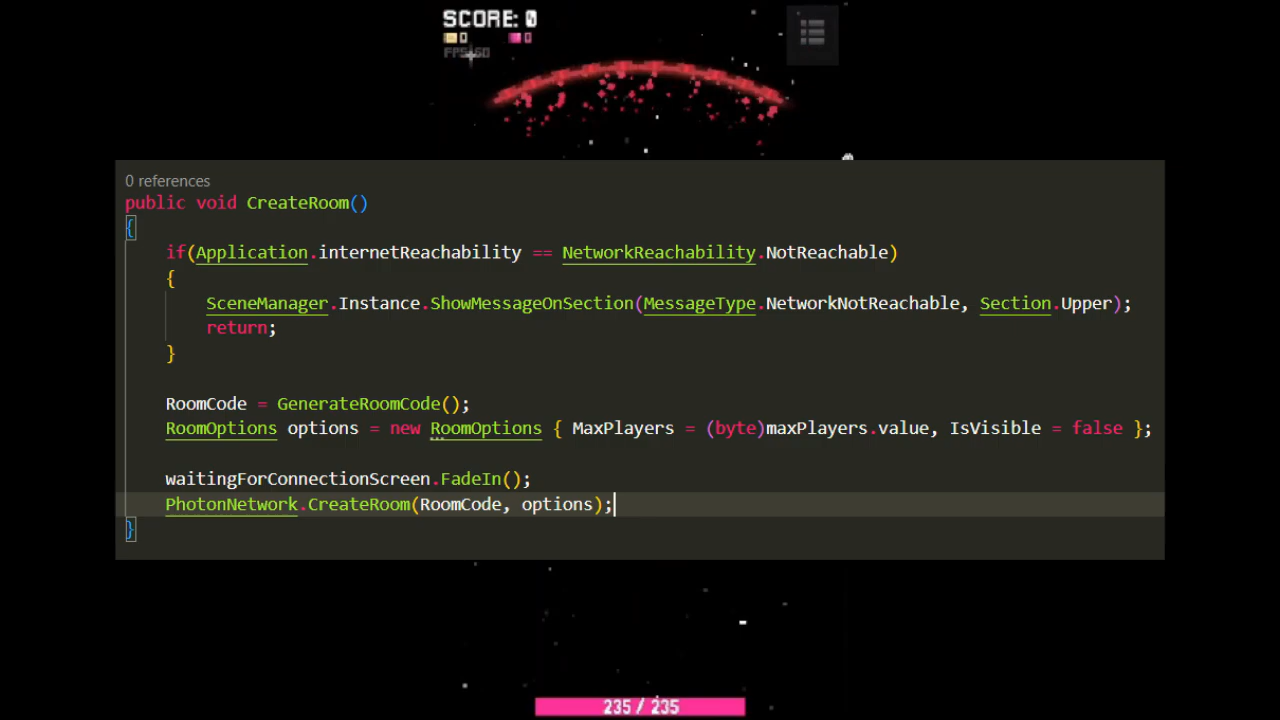 SCORE: 0
0 0
FPS:60
0 references
public void CreateRoom()
{
if(Application.internetReachability == NetworkReachability.NotReachable)
{
SceneManager.Instance.ShowMessageOnSection(MessageType.NetworkNotReachable, Section.Upper);
return;
}
RoomCode = GenerateRoomCode();
RoomOptions options = new RoomOptions { MaxPlayers = (byte)maxPlayers.value, IsVisible = false };
waitingForConnectionScreen.FadeIn();
PhotonNetwork.CreateRoom(RoomCode, options);
}
235 / 235